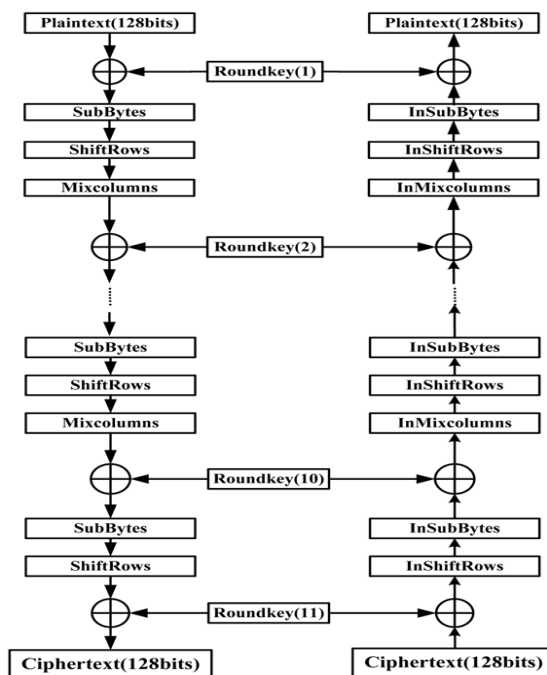 Plaintext(128bits) Plaintext(128bits)
Roundkey(1)
SubBytes InSubBytes
ShiftRows InShiftRows
Mixcolumns InMixcolumns
Roundkey(2)
SubBytes InSubBytes
ShiftRows InShiftRows
Mixcolumns InMixcolumns
Roundkey(10)
SubBytes InSubBytes
ShiftRows InShiftRows
Roundkey(11)
Ciphertext(128bits) Ciphertext(128bits)